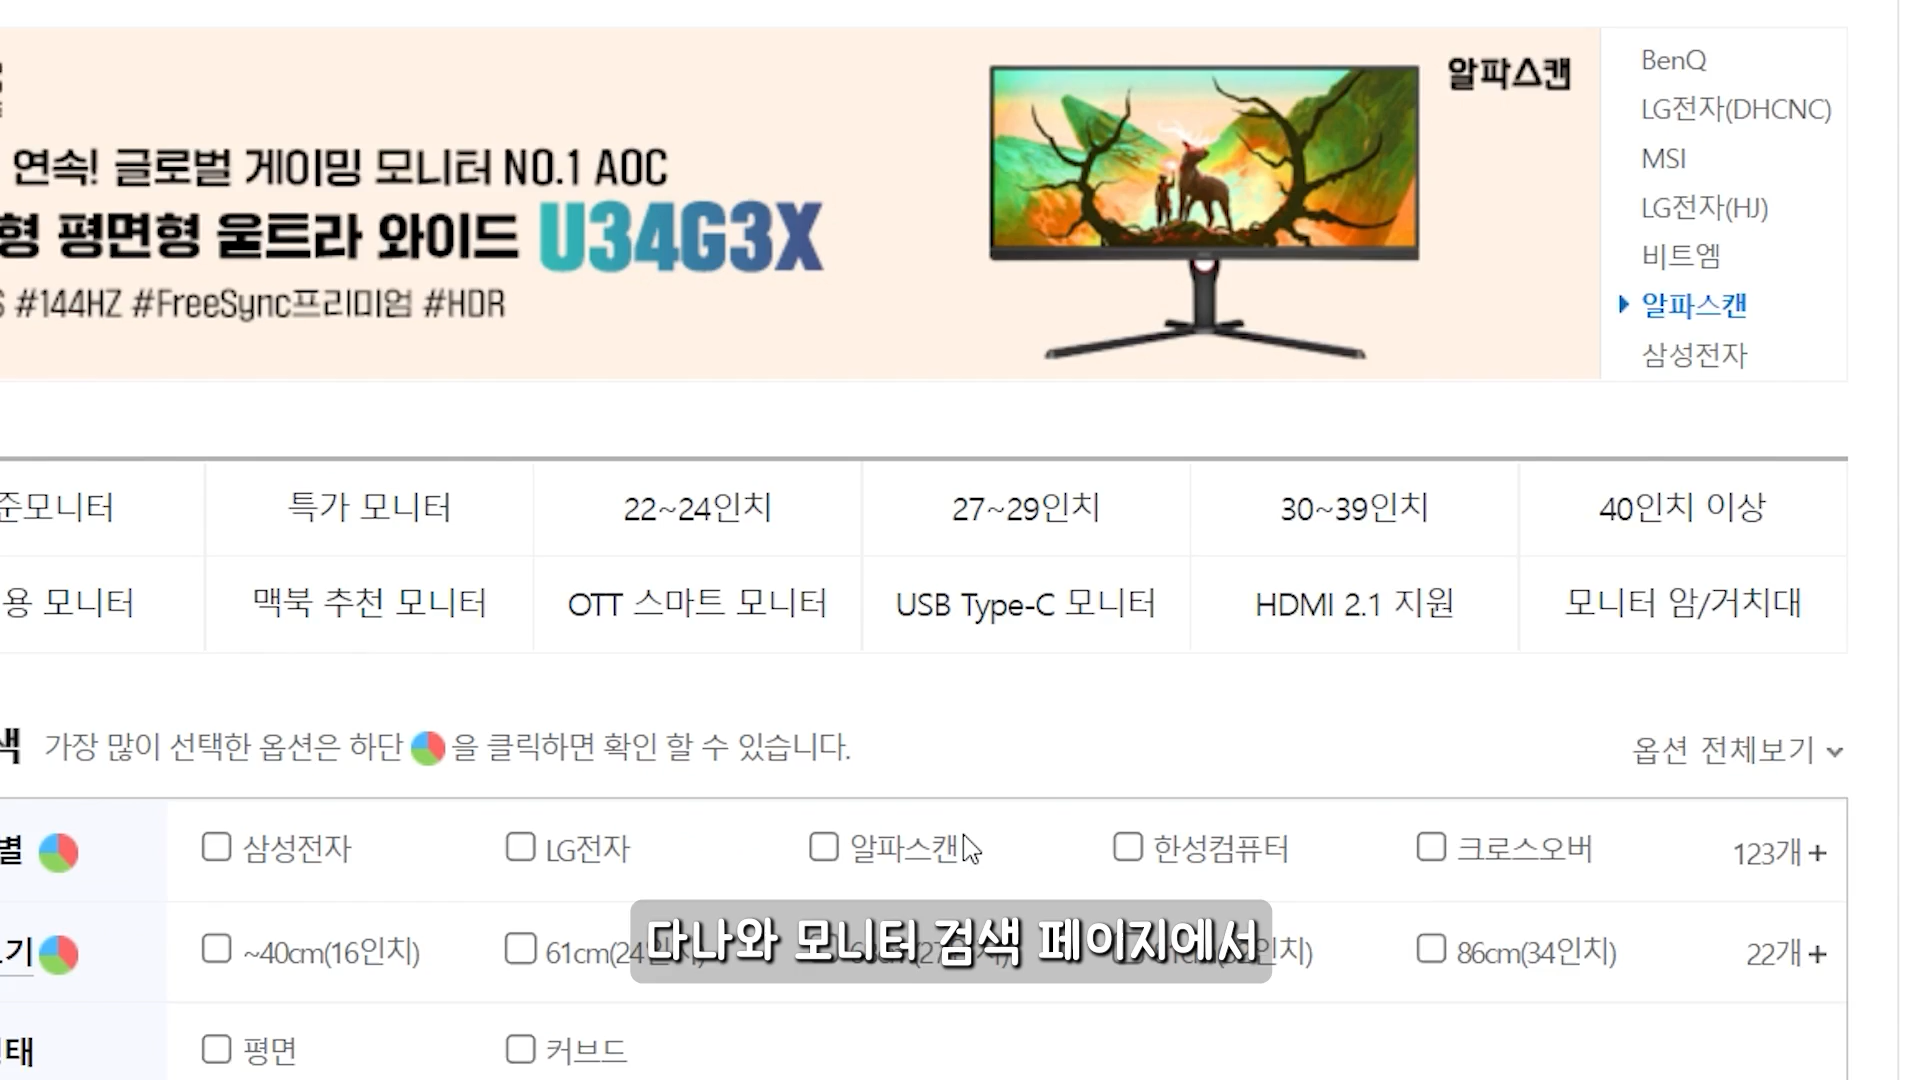 알파스캔
연속! 글로벌 게이밍 모니터 NO.1 AOC
형 평면형 울트라 와이드 U34G3X
#144HZ #FreeSync프리미엄 #HDR
BenQ
LG전자(DHCNC)
MSI
LG전자(HJ)
비트엠
알파스캔
삼성전자
준모니터 특가 모니터 22~24인치 27~29인치 30~39인치 40인치 이상
용 모니터 맥북 추천 모니터 OTT 스마트 모니터 USB Type-C 모니터 HDMI 2.1 지원 모니터 암/거치대
색 가장 많이 선택한 옵션은 하단 을 클릭하면 확인 할 수 있습니다. 옵션 전체보기
별 삼성전자 LG전자 알파스캔 한성컴퓨터 크로스오버 123개+
기 ~40cm(16인치) 61cm(24인치) 86cm(34인치) 22개+
다나와 모니터 검색 페이지에서
태 평면 커브드